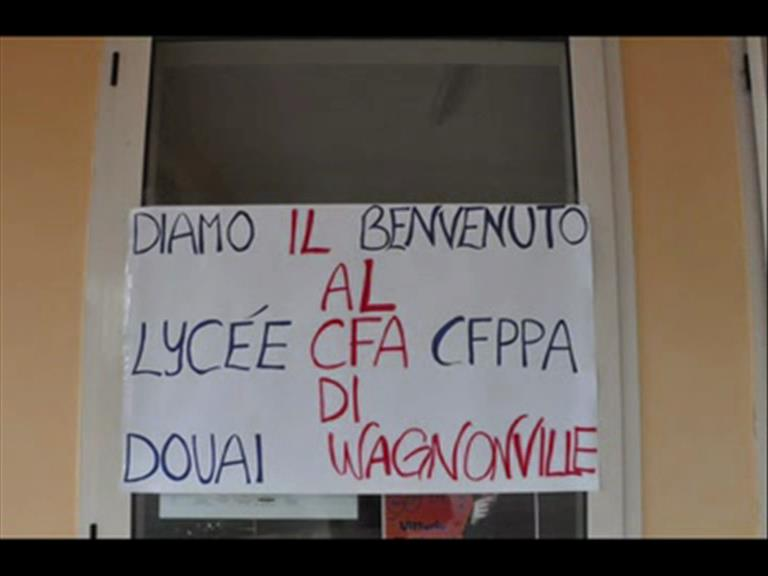 DIAMO IL BENVENUTO
AL
LYCÉE CFA CFPPA
DI
DOUAI WAGNONVILLE